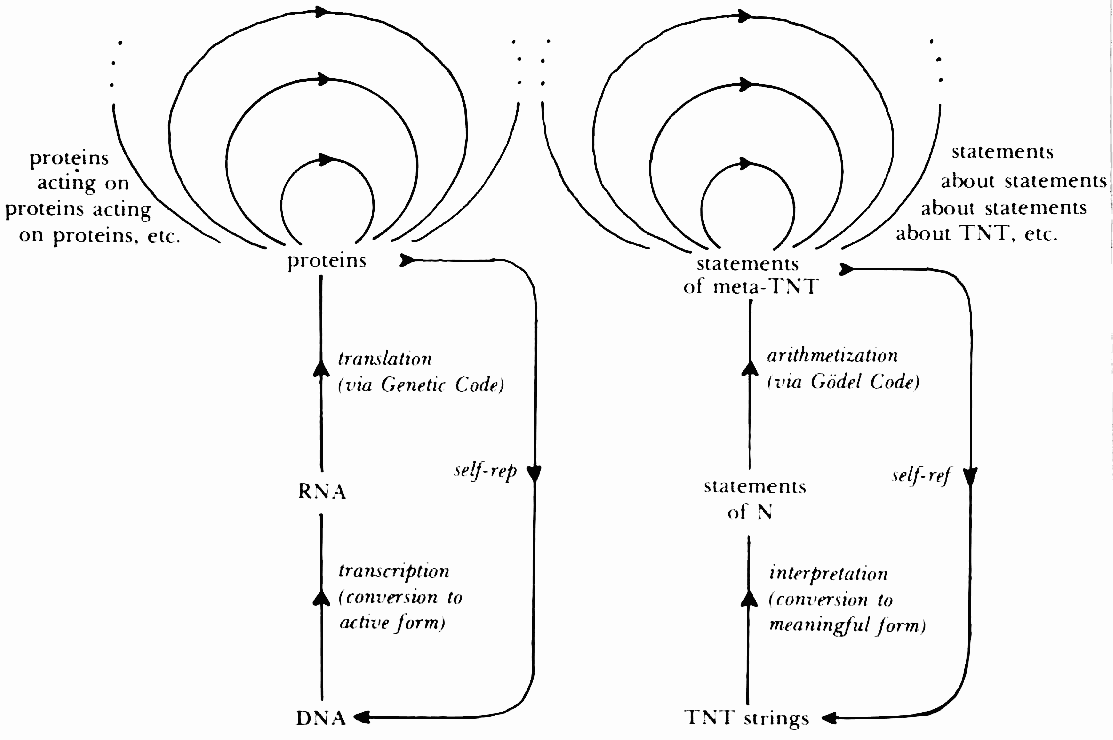 proteins
acting on
proteins acting
on proteins, etc.
proteins
translation
(via Genetic Code)
self-rep
RNA
transcription
(conversion to
active form)
DNA
statements
about statements
about statements
about TNT, etc.
statements
of meta-TNT
arithmetization
(via Gödel Code)
self-ref
statements
of N
interpretation
(conversion to
meaningful form)
TNT strings